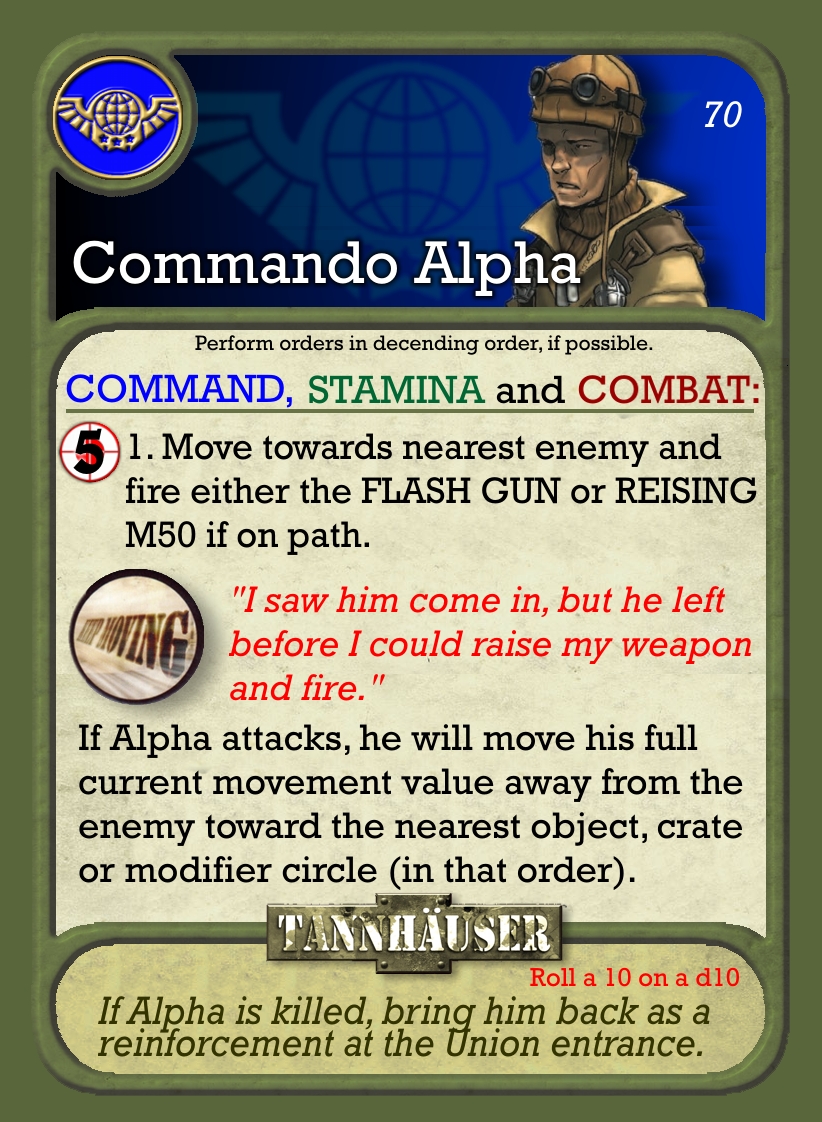 70
Commando Alpha
Perform orders in decending order, if possible.
COMMAND, STAMINA and COMBAT:
5
1. Move towards nearest enemy and
fire either the FLASH GUN or REISING
M50 if on path.
MOVING
"I saw him come in, but he left
before I could raise my weapon
and fire."
If Alpha attacks, he will move his full
current movement value away from the
enemy toward the nearest object, crate
or modifier circle (in that order).
TANNHÄUSER
Roll a 10 on a d10
If Alpha is killed, bring him back as a
reinforcement at the Union entrance.